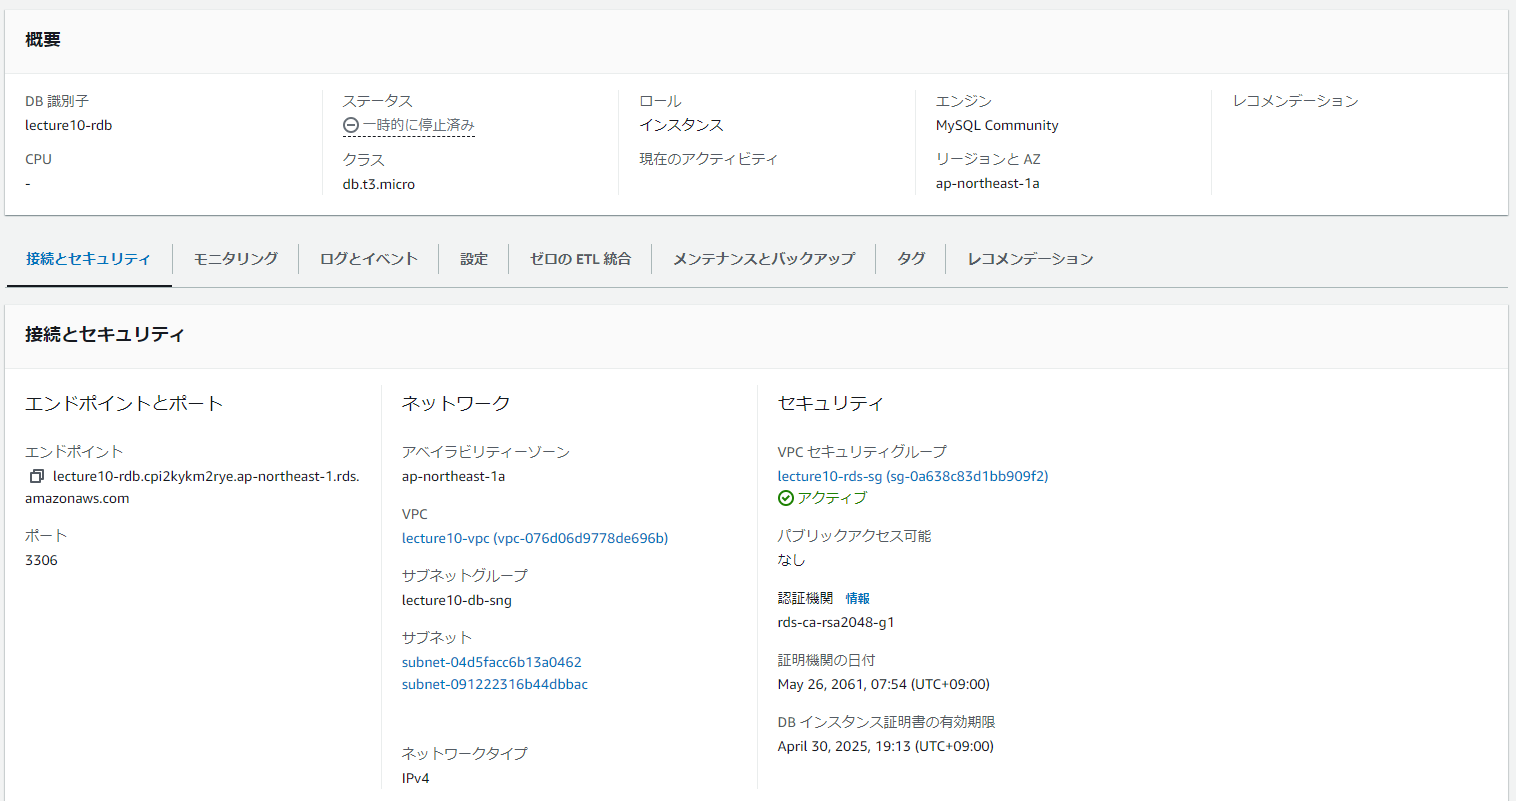 概要
DB 識別子
lecture10-rdb
CPU
-
ステータス
一時的に停止済み
クラス
db.t3.micro
ロール
インスタンス
現在のアクティビティ
エンジン
MySQL Community
リージョンと AZ
ap-northeast-1a
レコメンデーション
接続とセキュリティ
モニタリング
ログとイベント
設定
ゼロの ETL 統合
メンテナンスとバックアップ
タグ
レコメンデーション
接続とセキュリティ
エンドポイントとポート
エンドポイント
lecture10-rdb.cpi2kykm2rye.ap-northeast-1.rds.
amazonaws.com
ポート
3306
ネットワーク
アベイラビリティーゾーン
ap-northeast-1a
VPC
lecture10-vpc (vpc-076d06d9778de696b)
サブネットグループ
lecture10-db-sng
サブネット
subnet-04d5facc6b13a0462
subnet-091222316b44dbbac
ネットワークタイプ
IPv4
セキュリティ
VPC セキュリティグループ
lecture10-rds-sg (sg-0a638c83d1bb909f2)
アクティブ
パブリックアクセス可能
なし
認証機関 情報
rds-ca-rsa2048-g1
証明機関の日付
May 26, 2061, 07:54 (UTC+09:00)
DB インスタンス証明書の有効期限
April 30, 2025, 19:13 (UTC+09:00)